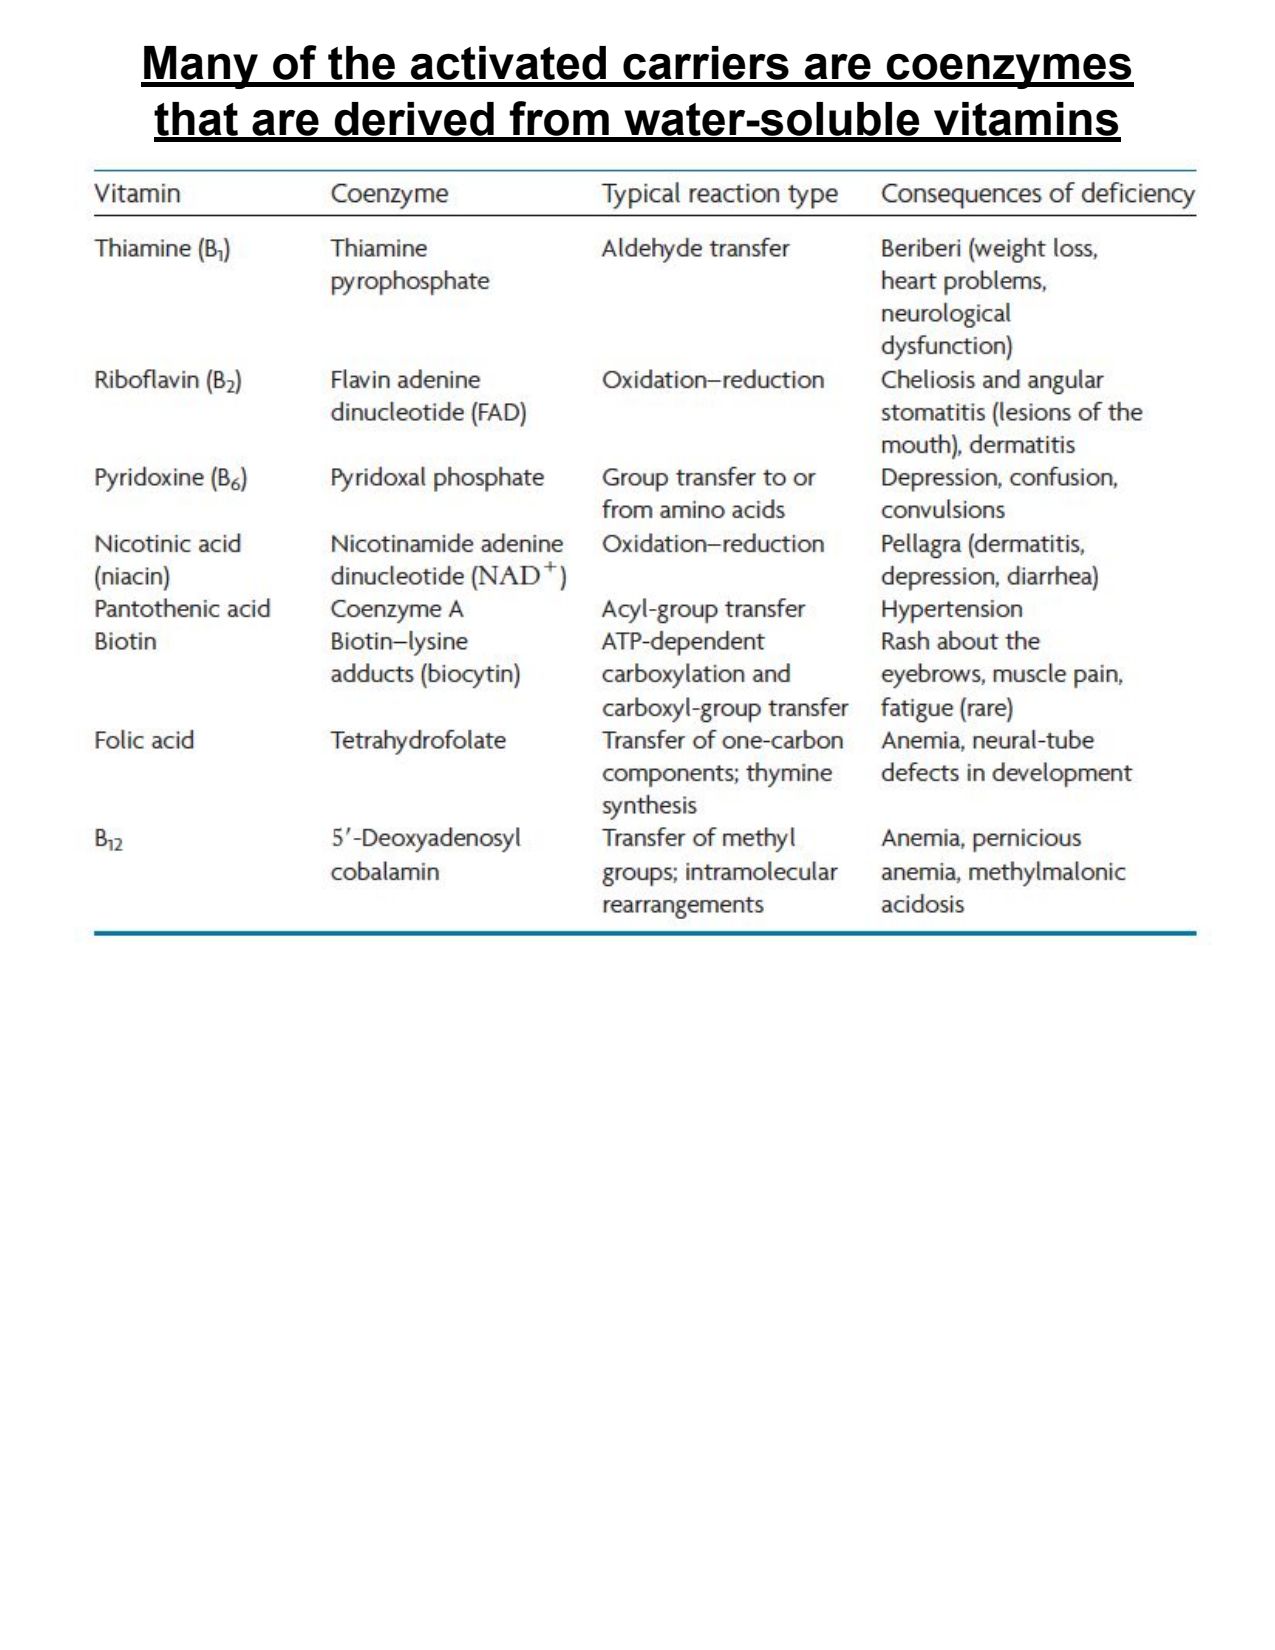 Many of the activated carriers are coenzymes
that are derived from water-soluble vitamins
Vitamin Coenzyme Typical reaction type Consequences of deficiency
Thiamine (B₁) Thiamine Aldehyde transfer Beriberi (weight loss,
pyrophosphate heart problems,
neurological
dysfunction)
Riboflavin (B₂) Flavin adenine Oxidation–reduction Cheliosis and angular
dinucleotide (FAD) stomatitis (lesions of the
mouth), dermatitis
Pyridoxine (B₆) Pyridoxal phosphate Group transfer to or Depression, confusion,
from amino acids convulsions
Nicotinic acid Nicotinamide adenine Oxidation–reduction Pellagra (dermatitis,
(niacin) dinucleotide (NAD⁺) depression, diarrhea)
Pantothenic acid Coenzyme A Acyl-group transfer Hypertension
Biotin Biotin–lysine ATP-dependent Rash about the
adducts (biocytin) carboxylation and eyebrows, muscle pain,
carboxyl-group transfer fatigue (rare)
Folic acid Tetrahydrofolate Transfer of one-carbon Anemia, neural-tube
components; thymine defects in development
synthesis
B₁₂ 5′-Deoxyadenosyl Transfer of methyl Anemia, pernicious
cobalamin groups; intramolecular anemia, methylmalonic
rearrangements acidosis